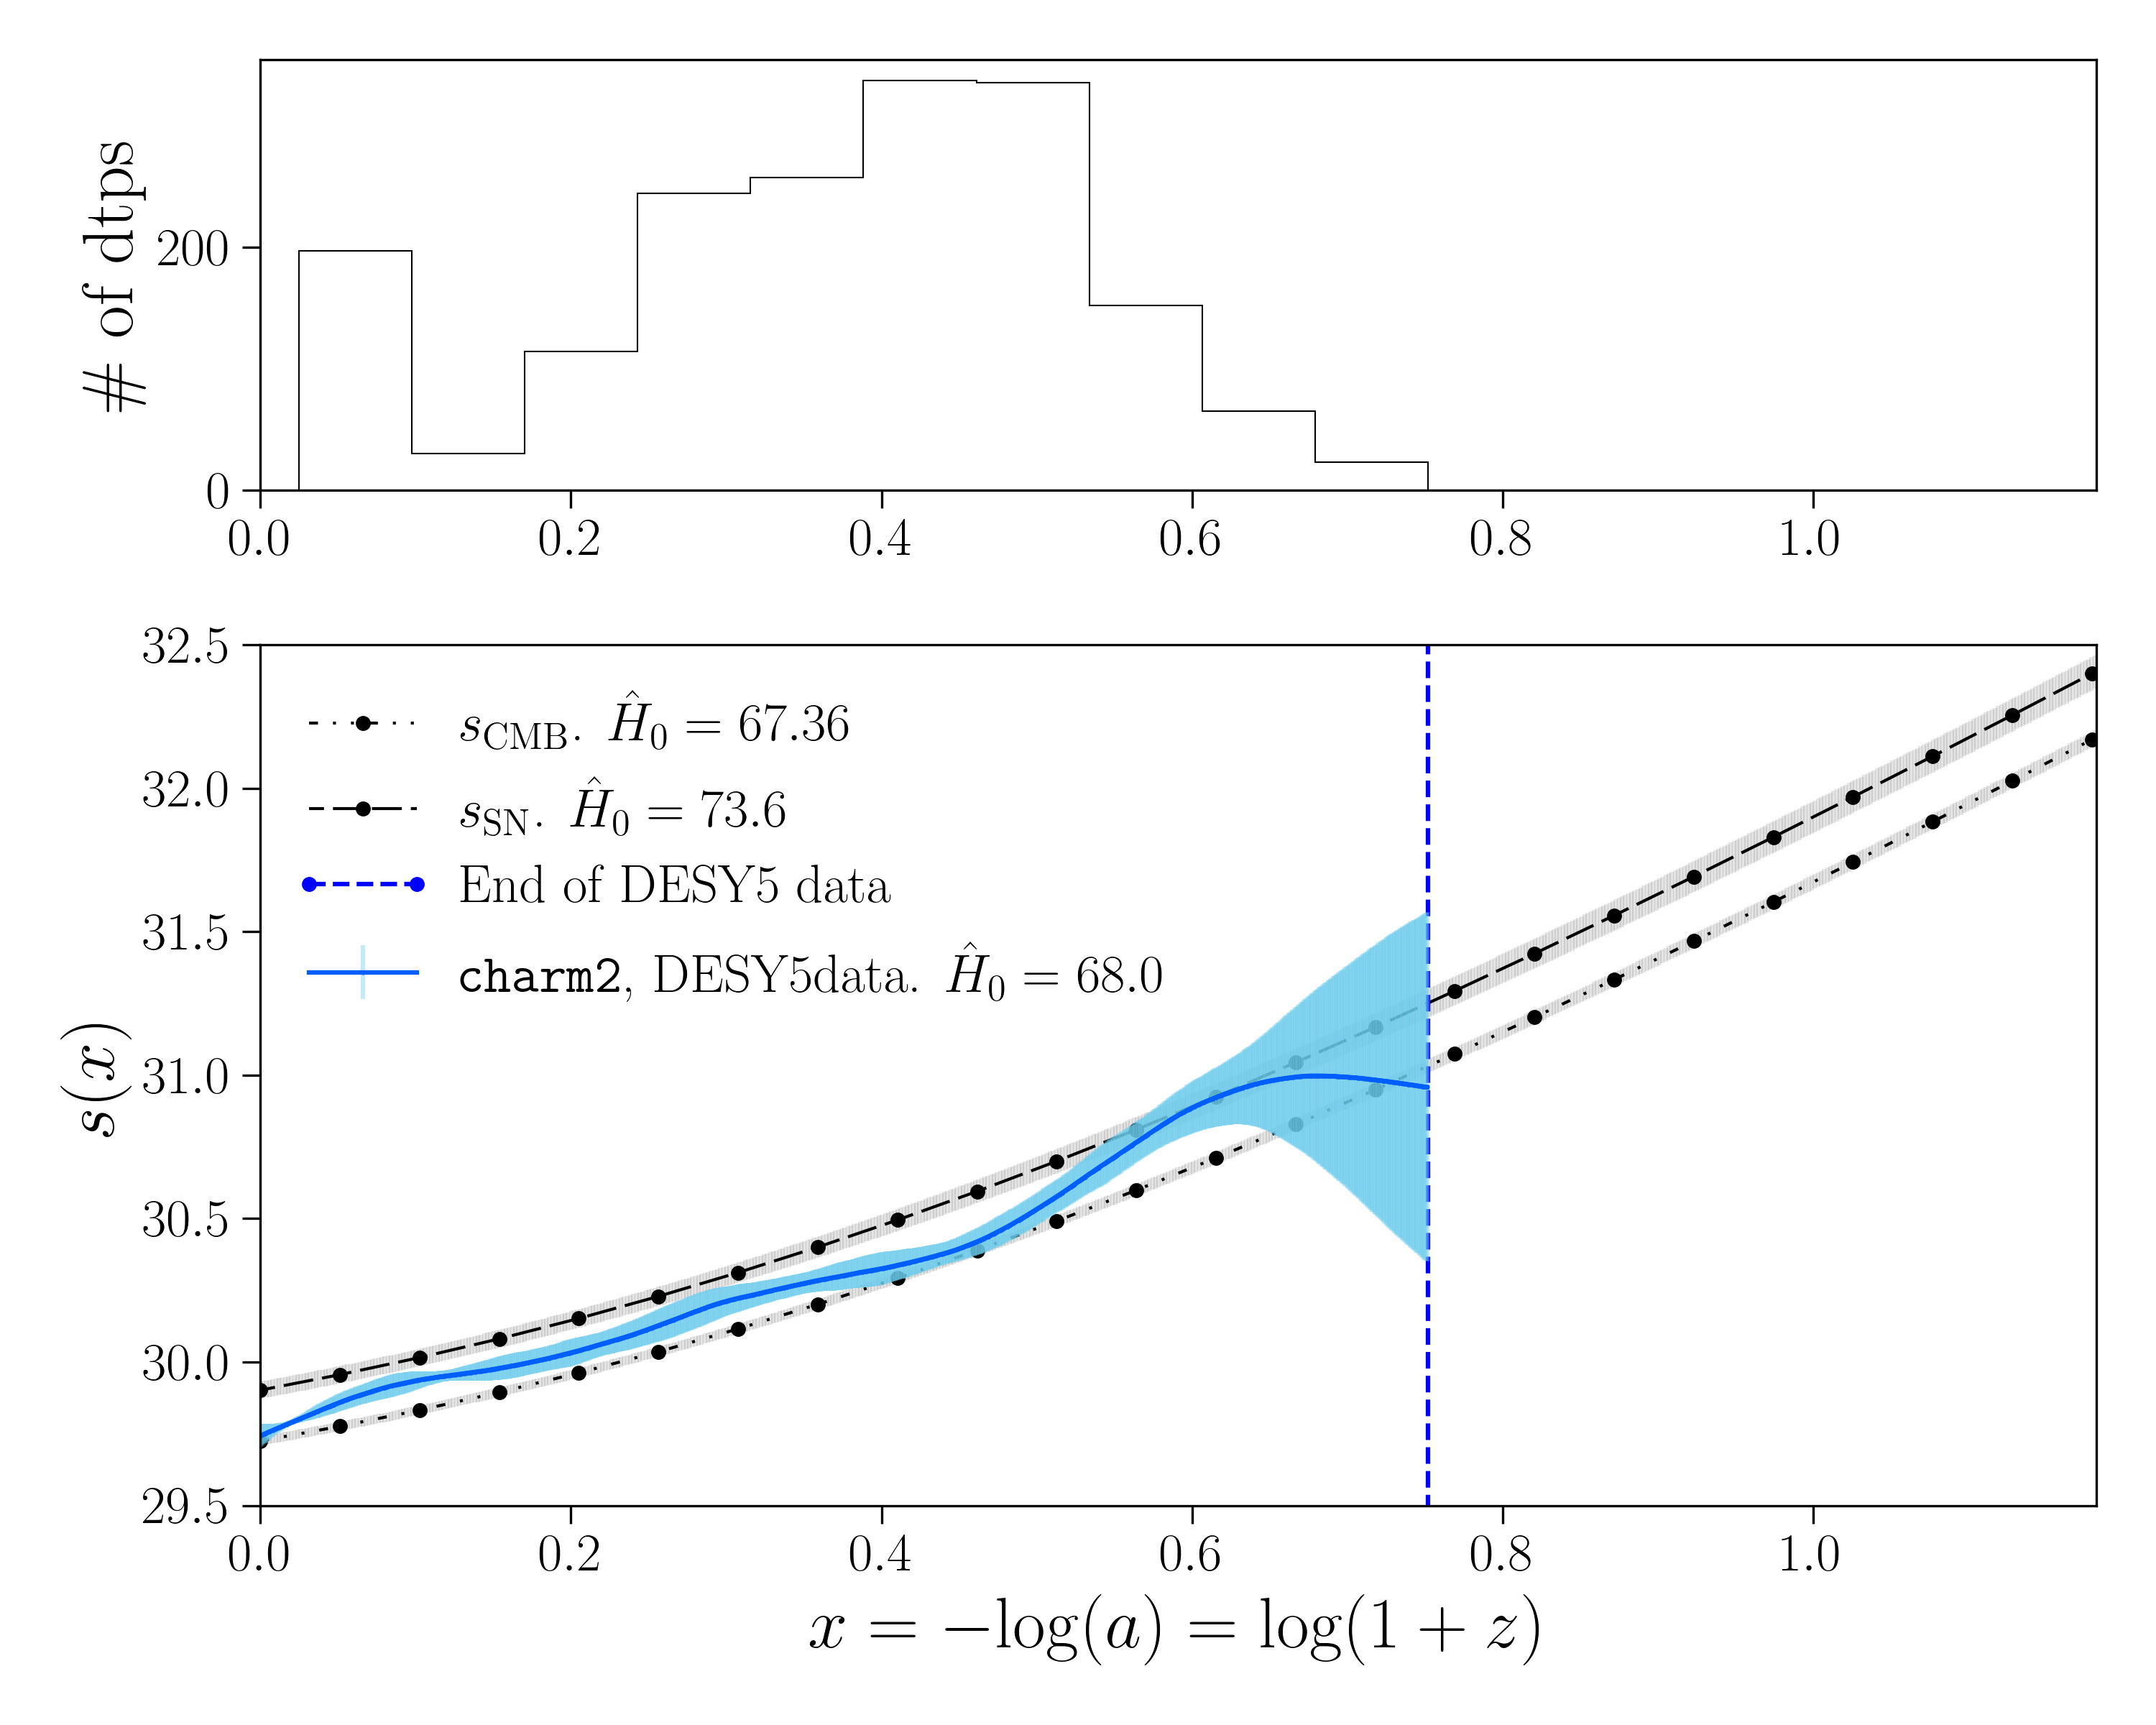 # of dtps
200
0
0.0 0.2 0.4 0.6 0.8 1.0
s(x)
32.5
32.0
31.5
31.0
30.5
30.0
29.5
s_CMB. Ĥ_0 = 67.36
s_SN. Ĥ_0 = 73.6
End of DESY5 data
charm2, DESY5data. Ĥ_0 = 68.0
0.0 0.2 0.4 0.6 0.8 1.0
x = −log(a) = log(1 + z)